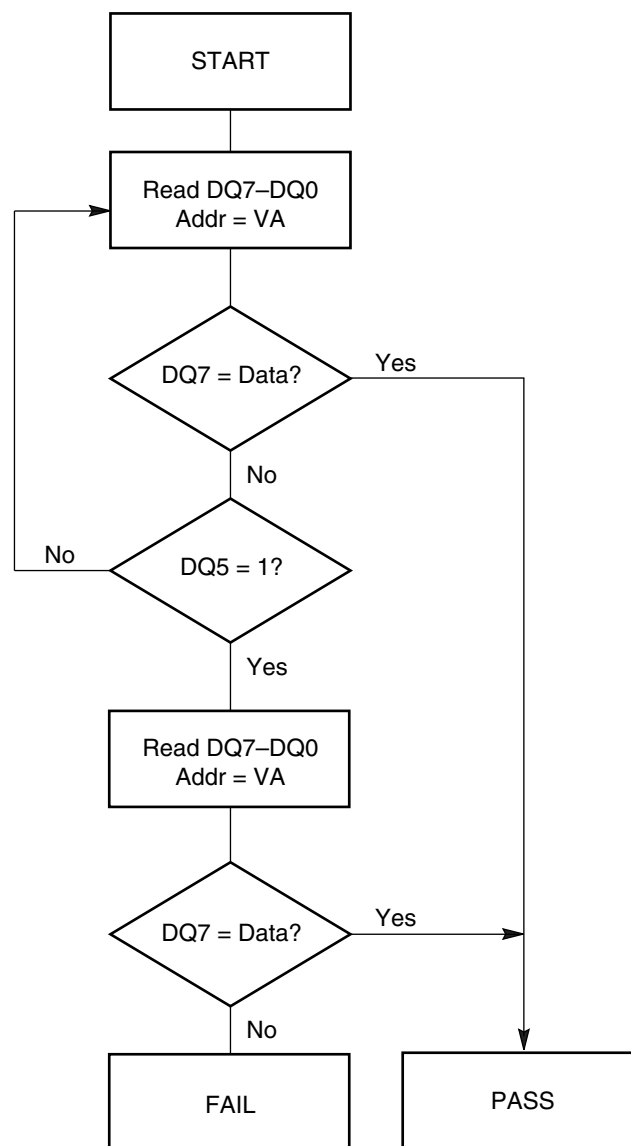 START
Read DQ7–DQ0
Addr = VA
DQ7 = Data?
Yes
No
No
DQ5 = 1?
Yes
Read DQ7–DQ0
Addr = VA
DQ7 = Data?
Yes
No
FAIL
PASS